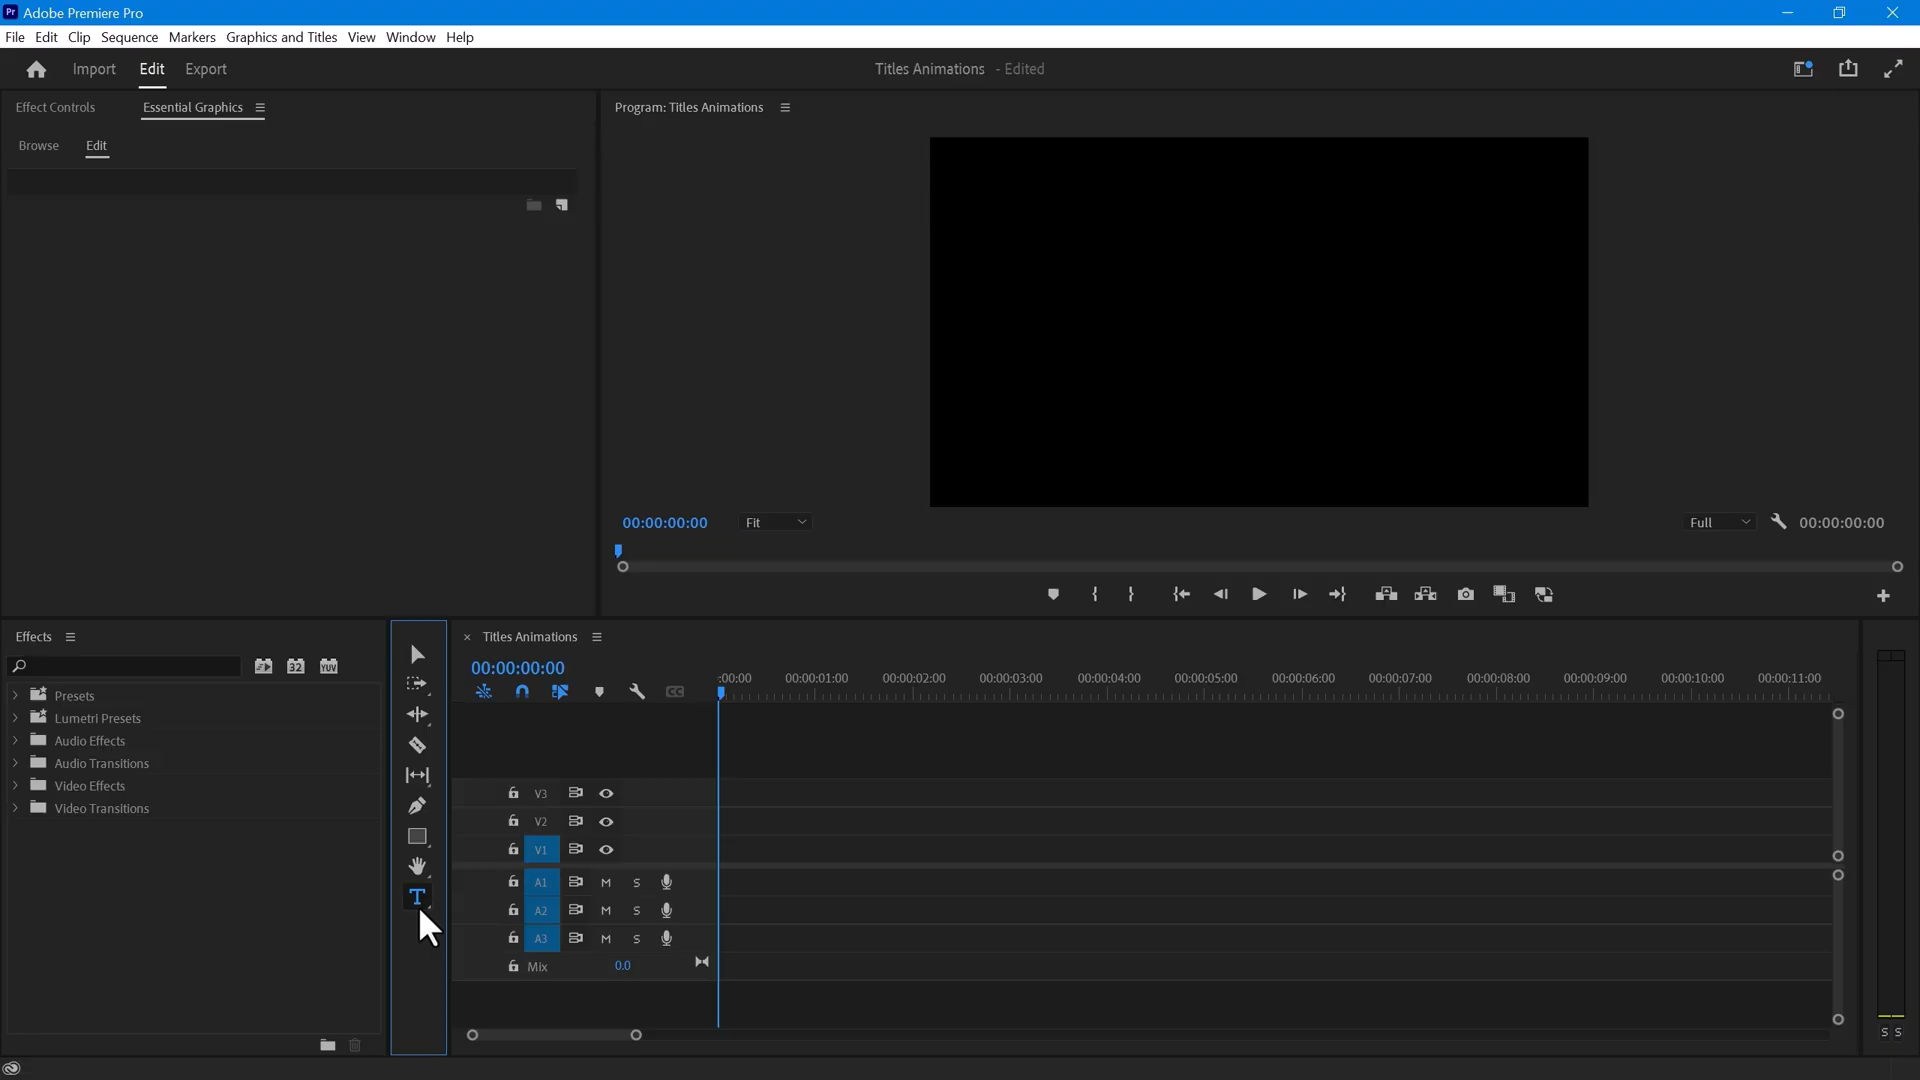 Pr Adobe Premiere Pro
File Edit Clip Sequence Markers Graphics and Titles View Window Help
Import Edit Export Titles Animations - Edited
Effect Controls Essential Graphics Program: Titles Animations
Browse Edit
00:00:00:00 Fit Full 00:00:00:00
Effects
32 YUV
Presets
Lumetri Presets
Audio Effects
Audio Transitions
Video Effects
Video Transitions
T
Titles Animations
00:00:00:00
CC
:00:00 00:00:01:00 00:00:02:00 00:00:03:00 00:00:04:00 00:00:05:00 00:00:06:00 00:00:07:00 00:00:08:00 00:00:09:00 00:00:10:00 00:00:11:00
V3
V2
V1
A1 M S
A2 M S
A3 M S
Mix 0.0
S S